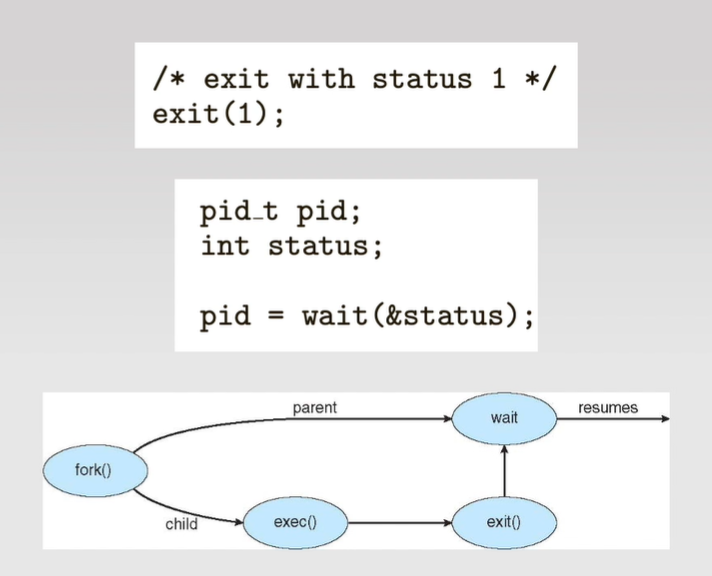 /* exit with status 1 */
exit(1);
pid_t pid;
int status;
pid = wait(&status);
parent
wait
resumes
fork()
child
exec()
exit()